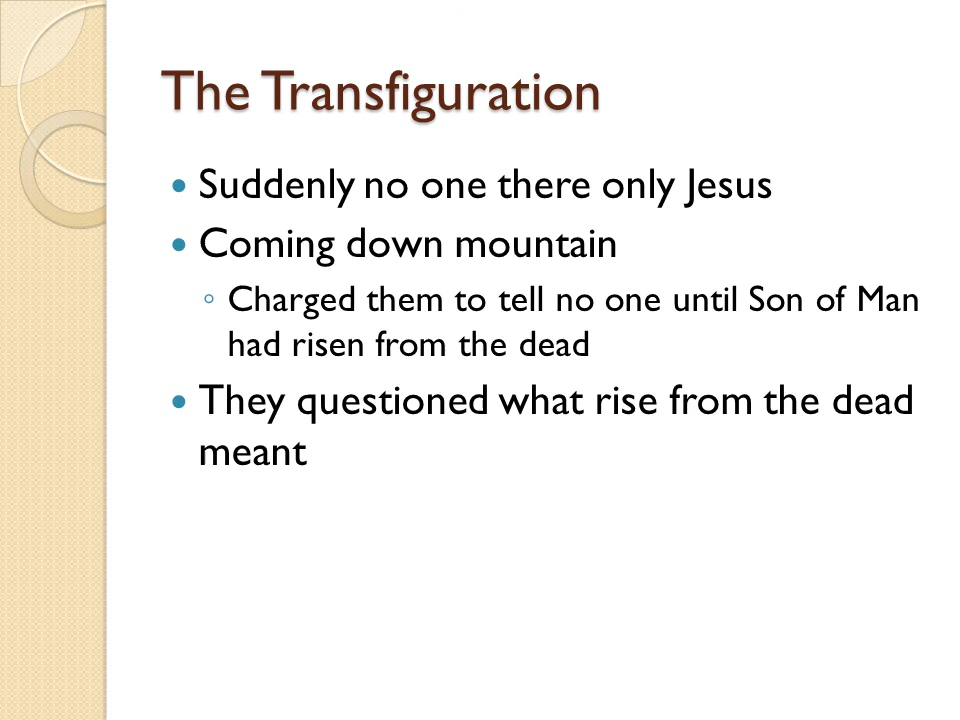 The Transfiguration
• Suddenly no one there only Jesus
• Coming down mountain
◦ Charged them to tell no one until Son of Man
had risen from the dead
• They questioned what rise from the dead
meant